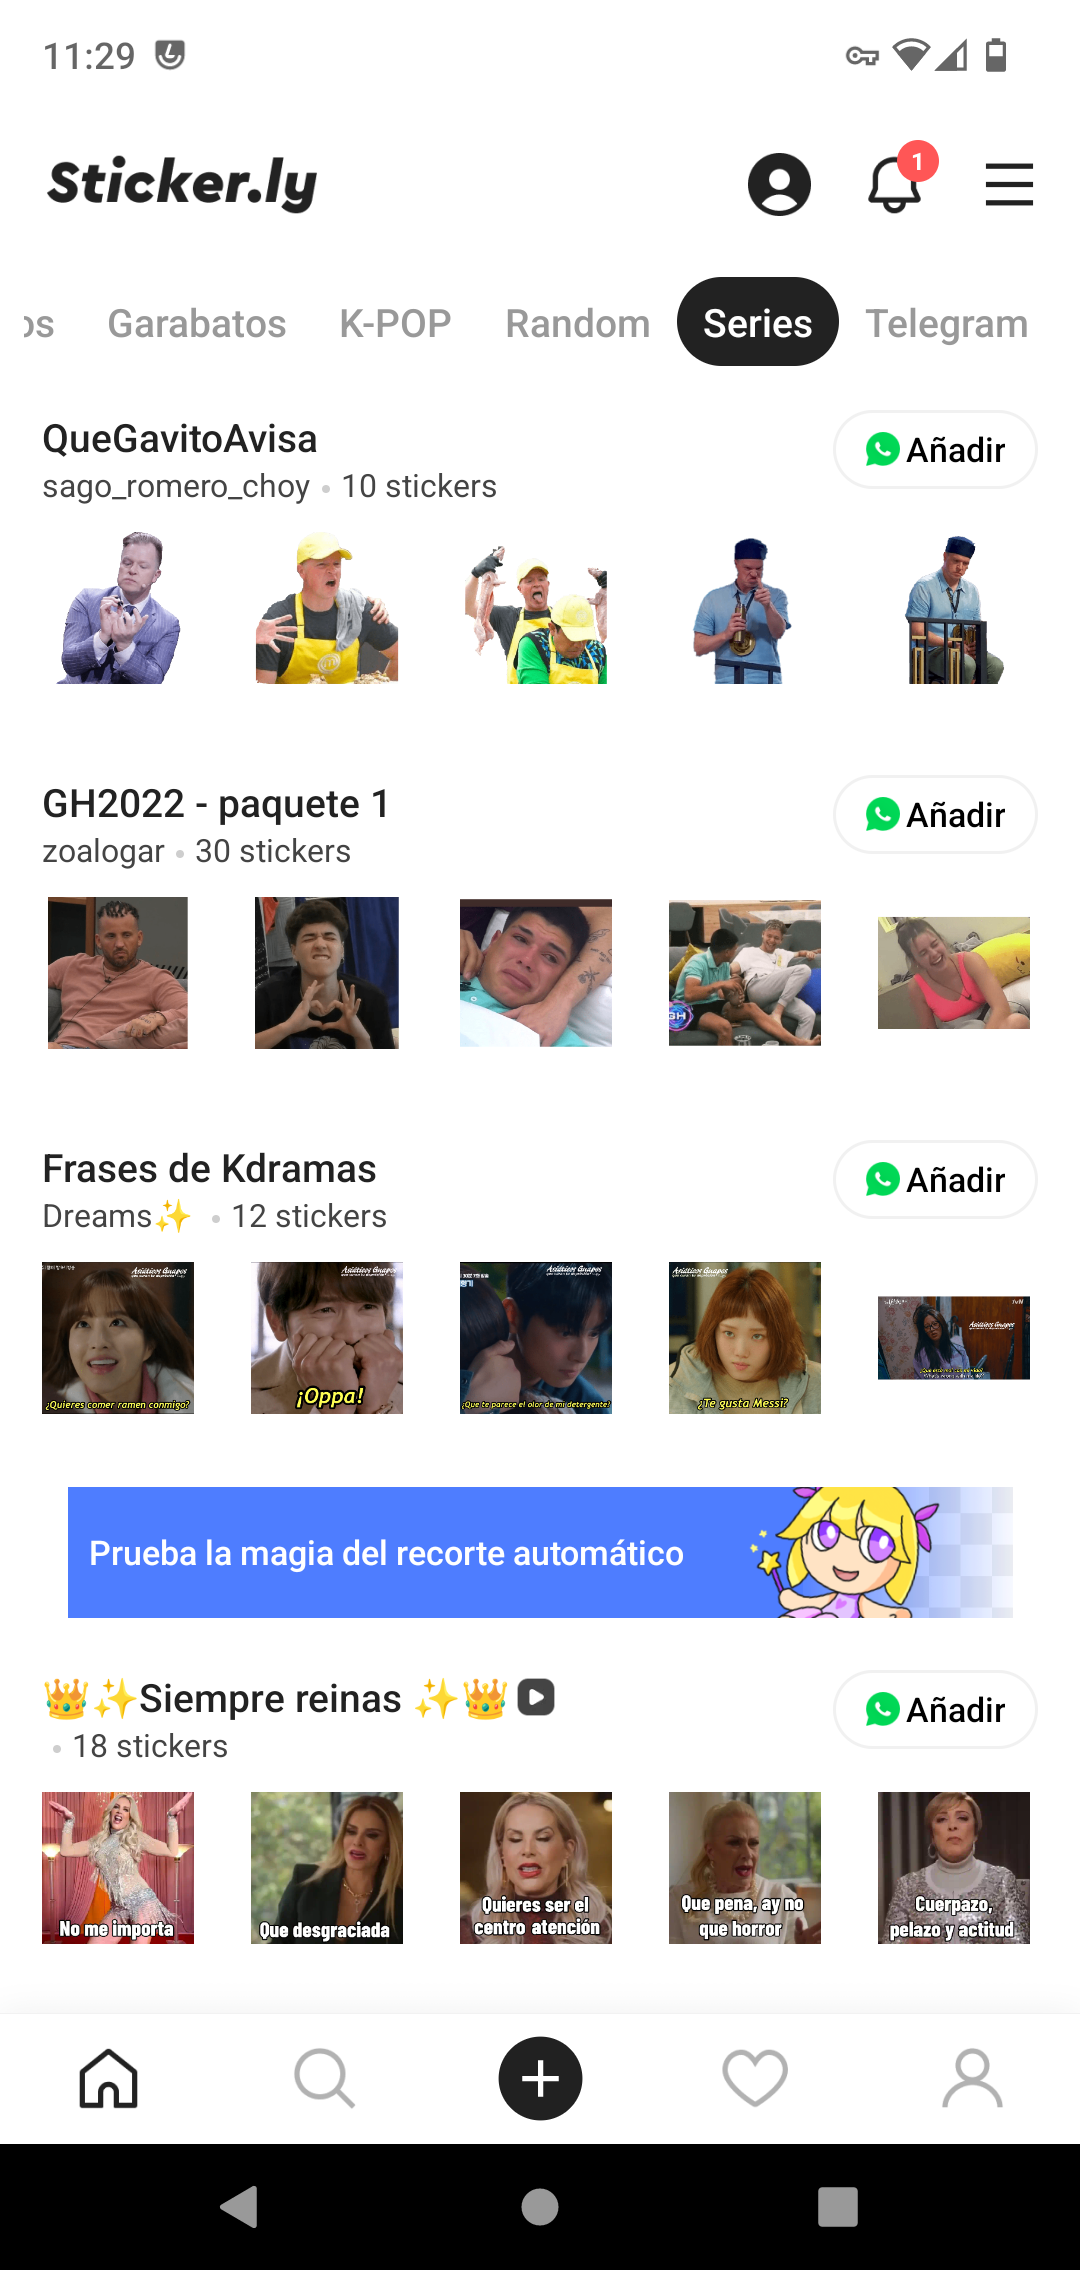 11:29
Sticker.ly
1
os Garabatos K-POP Random Series Telegram
QueGavitoAvisa
Añadir
sago_romero_choy • 10 stickers
GH2022 - paquete 1
Añadir
zoalogar • 30 stickers
GH
Frases de Kdramas
Añadir
Dreams✨ • 12 stickers
Asiáticos Guapos
¿Quieres comer ramen conmigo?
Asiáticos Guapos
¡Oppa!
Asiáticos Guapos
¿Que te parece el olor de mi detergente?
Asiáticos Guapos
¿Te gusta Messi?
Asiáticos Guapos
tvN
Prueba la magia del recorte automático
👑✨Siempre reinas ✨👑
Añadir
• 18 stickers
No me importa
Que desgraciada
Quieres ser el
centro atención
Que pena, ay no
que horror
Cuerpazo,
pelazo y actitud